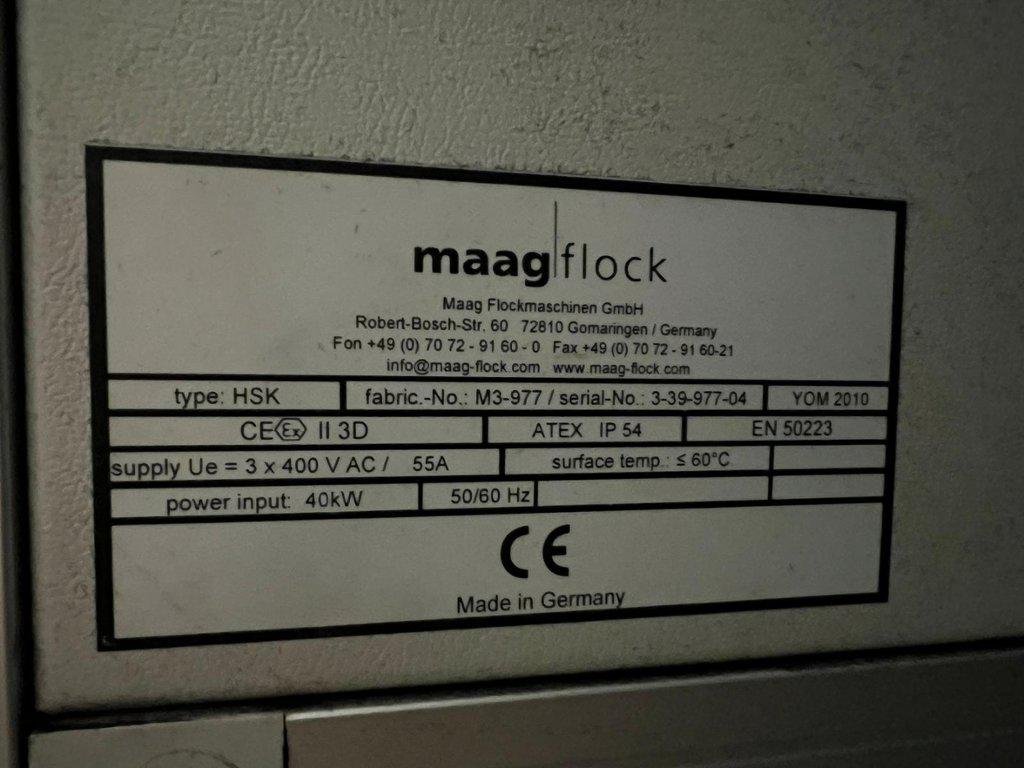 maag flock
Maag Flockmaschinen GmbH
Robert-Bosch-Str. 60 72810 Gomaringen / Germany
Fon +49 (0) 70 72 - 91 60 - 0 Fax +49 (0) 70 72 - 91 60-21
info@maag-flock.com www.maag-flock.com
type: HSK fabric.-No.: M3-977 / serial-No.: 3-39-977-04 YOM 2010
CE Ex II 3D ATEX IP 54 EN 50223
supply Ue = 3 x 400 V AC / 55A surface temp.: ≤ 60°C
power input: 40kW 50/60 Hz
CE
Made in Germany